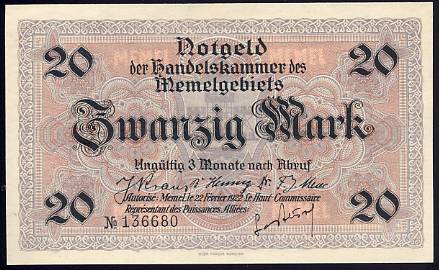 20 Notgeld 20
der Handelskammer des
Memelgebiets
Zwanzig Mark
Ungültig 3 Monate nach Abruf
J Kraus
Autorisé: Memel, le 22 Février 1922. Le Haut-Commissaire
Représentant des Puissances Alliées:
20 20
№ 136680